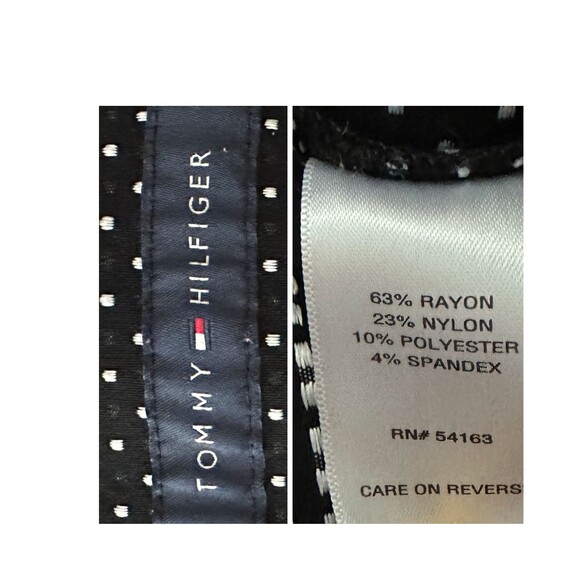 TOMMY HILFIGER
63% RAYON
23% NYLON
10% POLYESTER
4% SPANDEX
RN# 54163
CARE ON REVERS